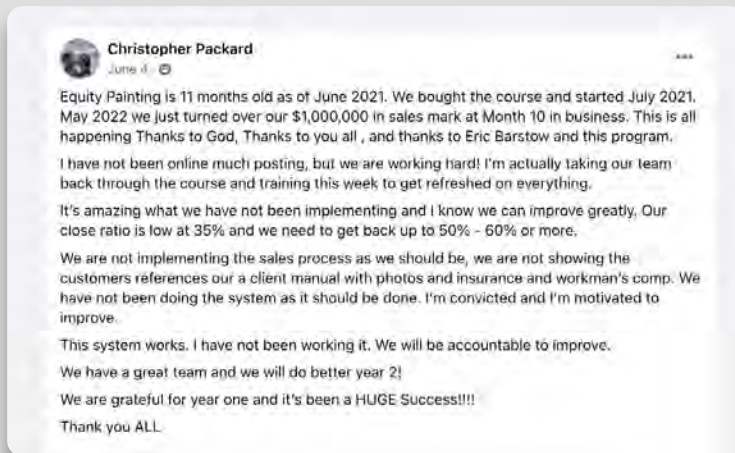 Christopher Packard
June 4
Equity Painting is 11 months old as of June 2021. We bought the course and started July 2021.
May 2022 we just turned over our $1,000,000 in sales mark at Month 10 in business. This is all
happening Thanks to God, Thanks to you all , and thanks to Eric Barstow and this program.
I have not been online much posting, but we are working hard! I'm actually taking our team
back through the course and training this week to get refreshed on everything.
It's amazing what we have not been implementing and I know we can improve greatly. Our
close ratio is low at 35% and we need to get back up to 50% - 60% or more.
We are not implementing the sales process as we should be, we are not showing the
customers references our a client manual with photos and insurance and workman's comp. We
have not been doing the system as it should be done. I'm convicted and I'm motivated to
improve.
This system works. I have not been working it. We will be accountable to improve.
We have a great team and we will do better year 2!
We are grateful for year one and it's been a HUGE Success!!!!
Thank you ALL